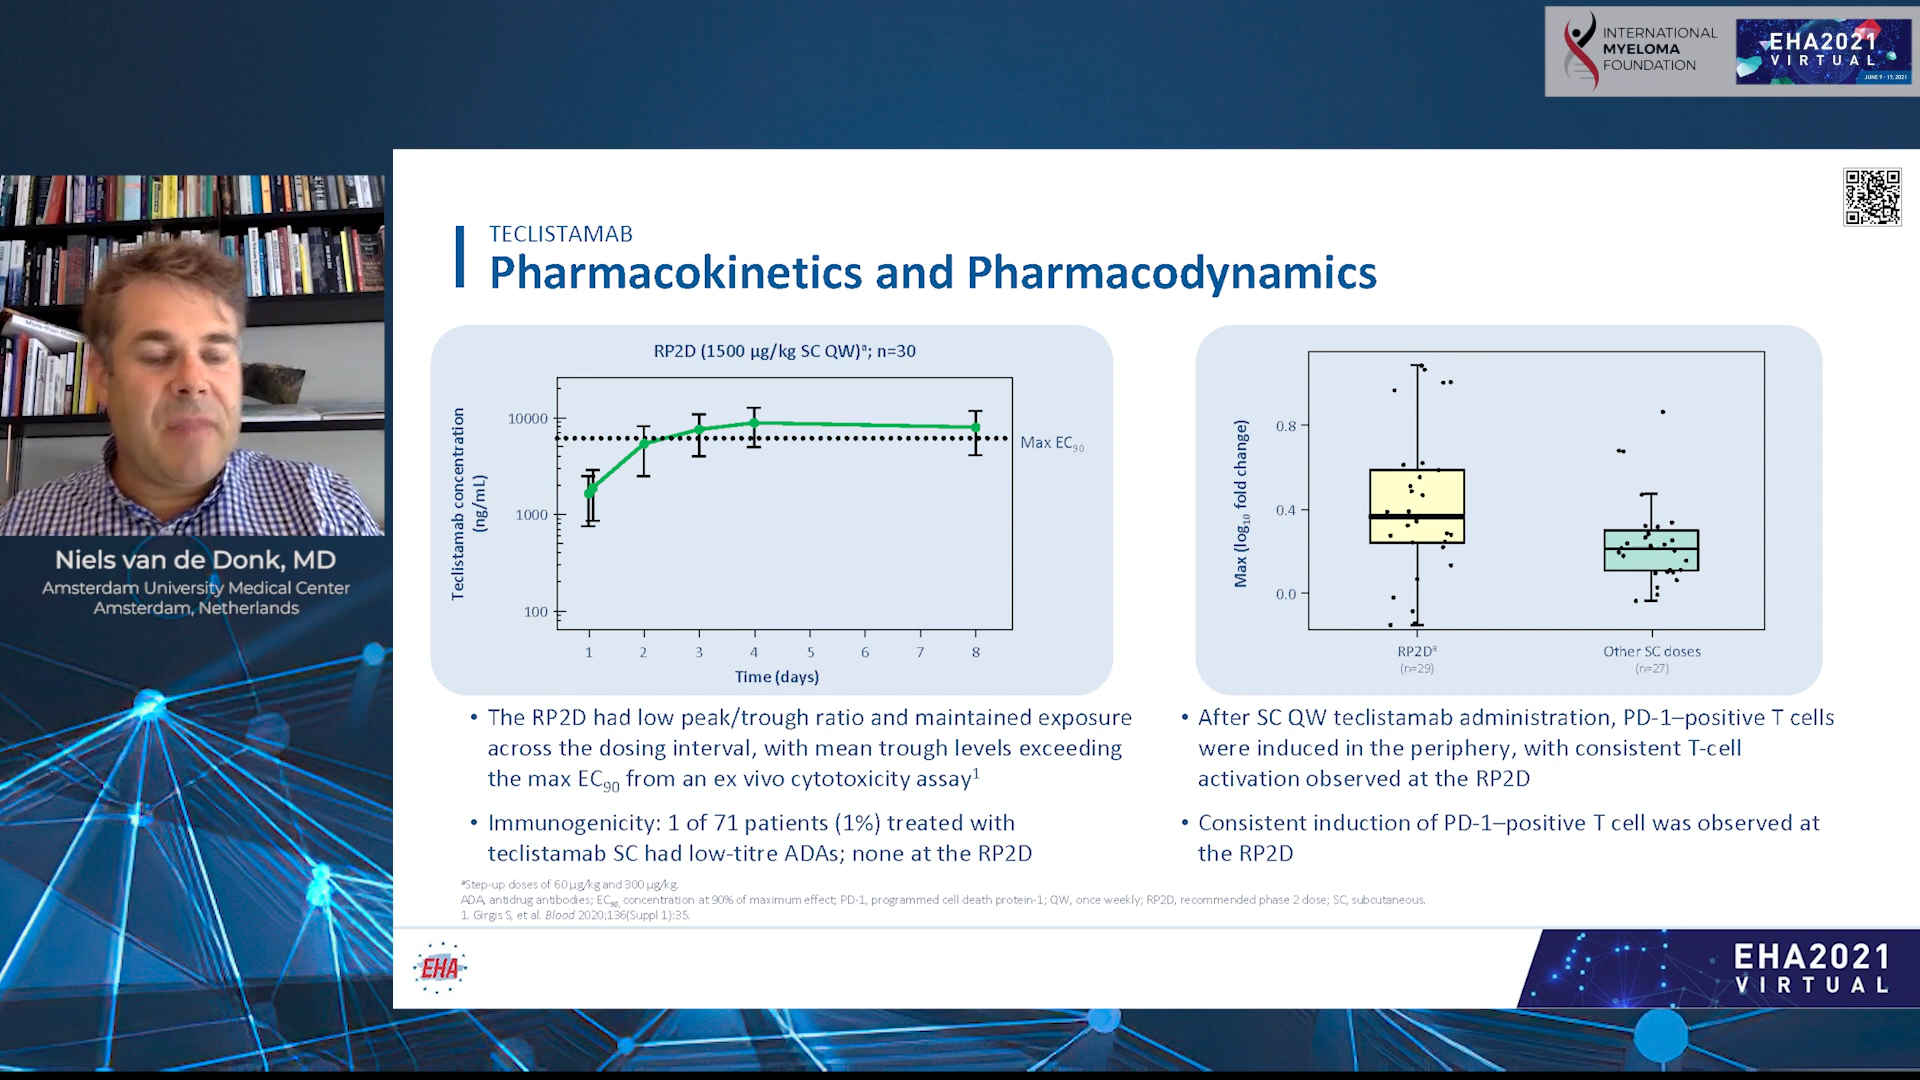 INTERNATIONAL
MYELOMA
FOUNDATION
EHA2021
VIRTUAL
JUNE 9 - 17, 2021
Niels van de Donk, MD
Amsterdam University Medical Center
Amsterdam, Netherlands
TECLISTAMAB
Pharmacokinetics and Pharmacodynamics
RP2D (1500 µg/kg SC QW)ᵃ; n=30
Teclistamab concentration
(ng/mL)
10000
1000
100
Max EC₉₀
1 2 3 4 5 6 7 8
Time (days)
Max (log₁₀ fold change)
0.8
0.4
0.0
RP2Dᵃ
(n=29)
Other SC doses
(n=27)
• The RP2D had low peak/trough ratio and maintained exposure
across the dosing interval, with mean trough levels exceeding
the max EC₉₀ from an ex vivo cytotoxicity assay¹
• Immunogenicity: 1 of 71 patients (1%) treated with
teclistamab SC had low-titre ADAs; none at the RP2D
• After SC QW teclistamab administration, PD-1–positive T cells
were induced in the periphery, with consistent T-cell
activation observed at the RP2D
• Consistent induction of PD-1–positive T cell was observed at
the RP2D
ᵃStep-up doses of 60 µg/kg and 300 µg/kg.
ADA, antidrug antibodies; EC₉₀, concentration at 90% of maximum effect; PD-1, programmed cell death protein-1; QW, once weekly; RP2D, recommended phase 2 dose; SC, subcutaneous.
1. Girgis S, et al. Blood 2020;136(Suppl 1):35.
EHA
EHA2021
VIRTUAL